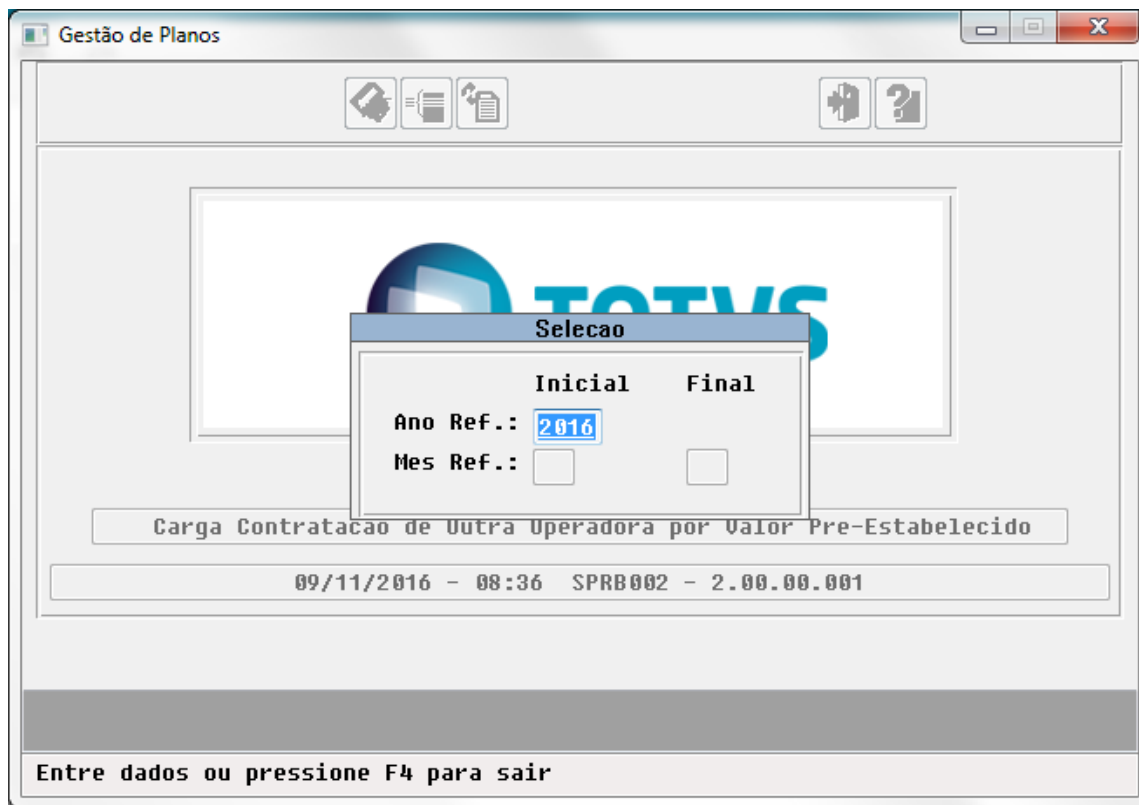 Gestão de Planos
TOTVS
Selecao
Inicial Final
Ano Ref.: 2016
Mes Ref.:
Carga Contratacao de Outra Operadora por Valor Pre-Estabelecido
09/11/2016 - 08:36 SPRB002 - 2.00.00.001
Entre dados ou pressione F4 para sair